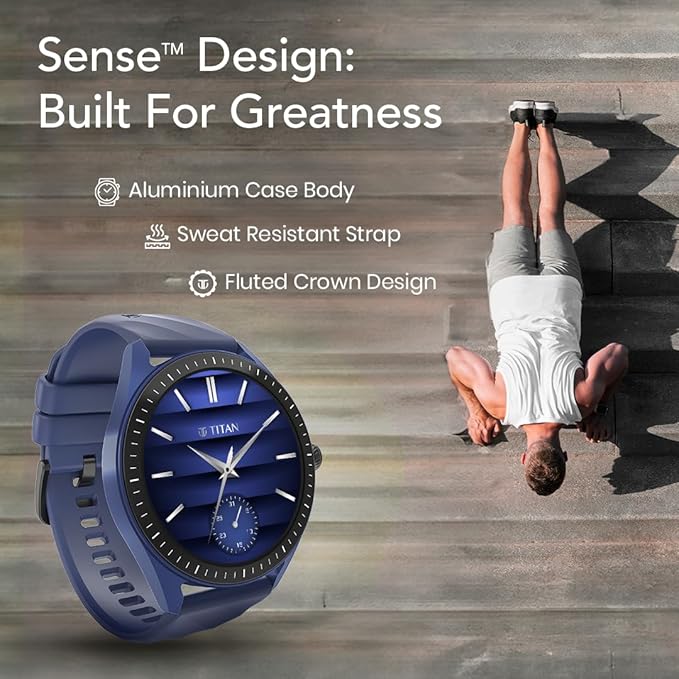 Sense™ Design:
Built For Greatness
Aluminium Case Body
Sweat Resistant Strap
Fluted Crown Design
TITAN